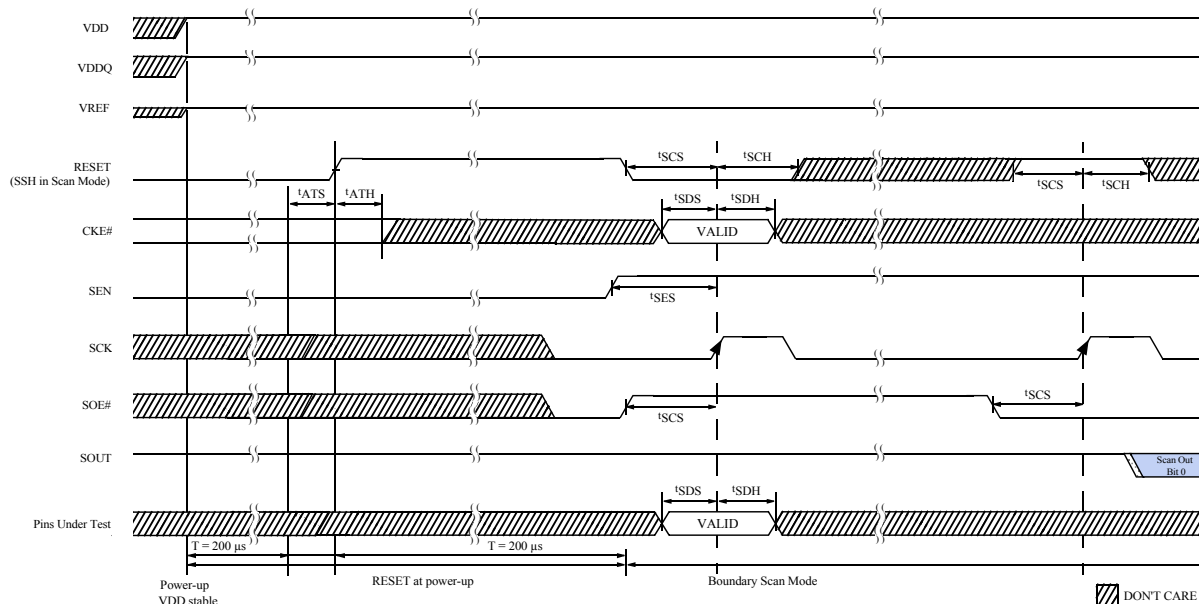 VDD
VDDQ
VREF
RESET
(SSH in Scan Mode)
tSCS
tSCH
tSCS
tSCH
tATS
tATH
tSDS
tSDH
CKE#
VALID
SEN
tSES
SCK
SOE#
tSCS
tSCS
SOUT
Scan Out
Bit 0
tSDS
tSDH
Pins Under Test
VALID
T = 200 µs
T = 200 µs
RESET at power-up
Boundary Scan Mode
Power-up
VDD stable
DON'T CARE